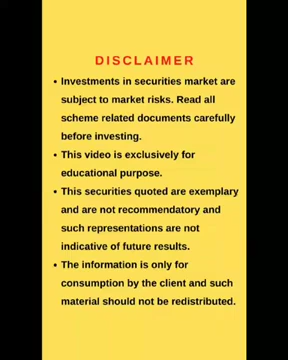 DISCLAIMER
• Investments in securities market are
subject to market risks. Read all
scheme related documents carefully
before investing.
• This video is exclusively for
educational purpose.
• This securities quoted are exemplary
and are not recommendatory and
such representations are not
indicative of future results.
• The information is only for
consumption by the client and such
material should not be redistributed.